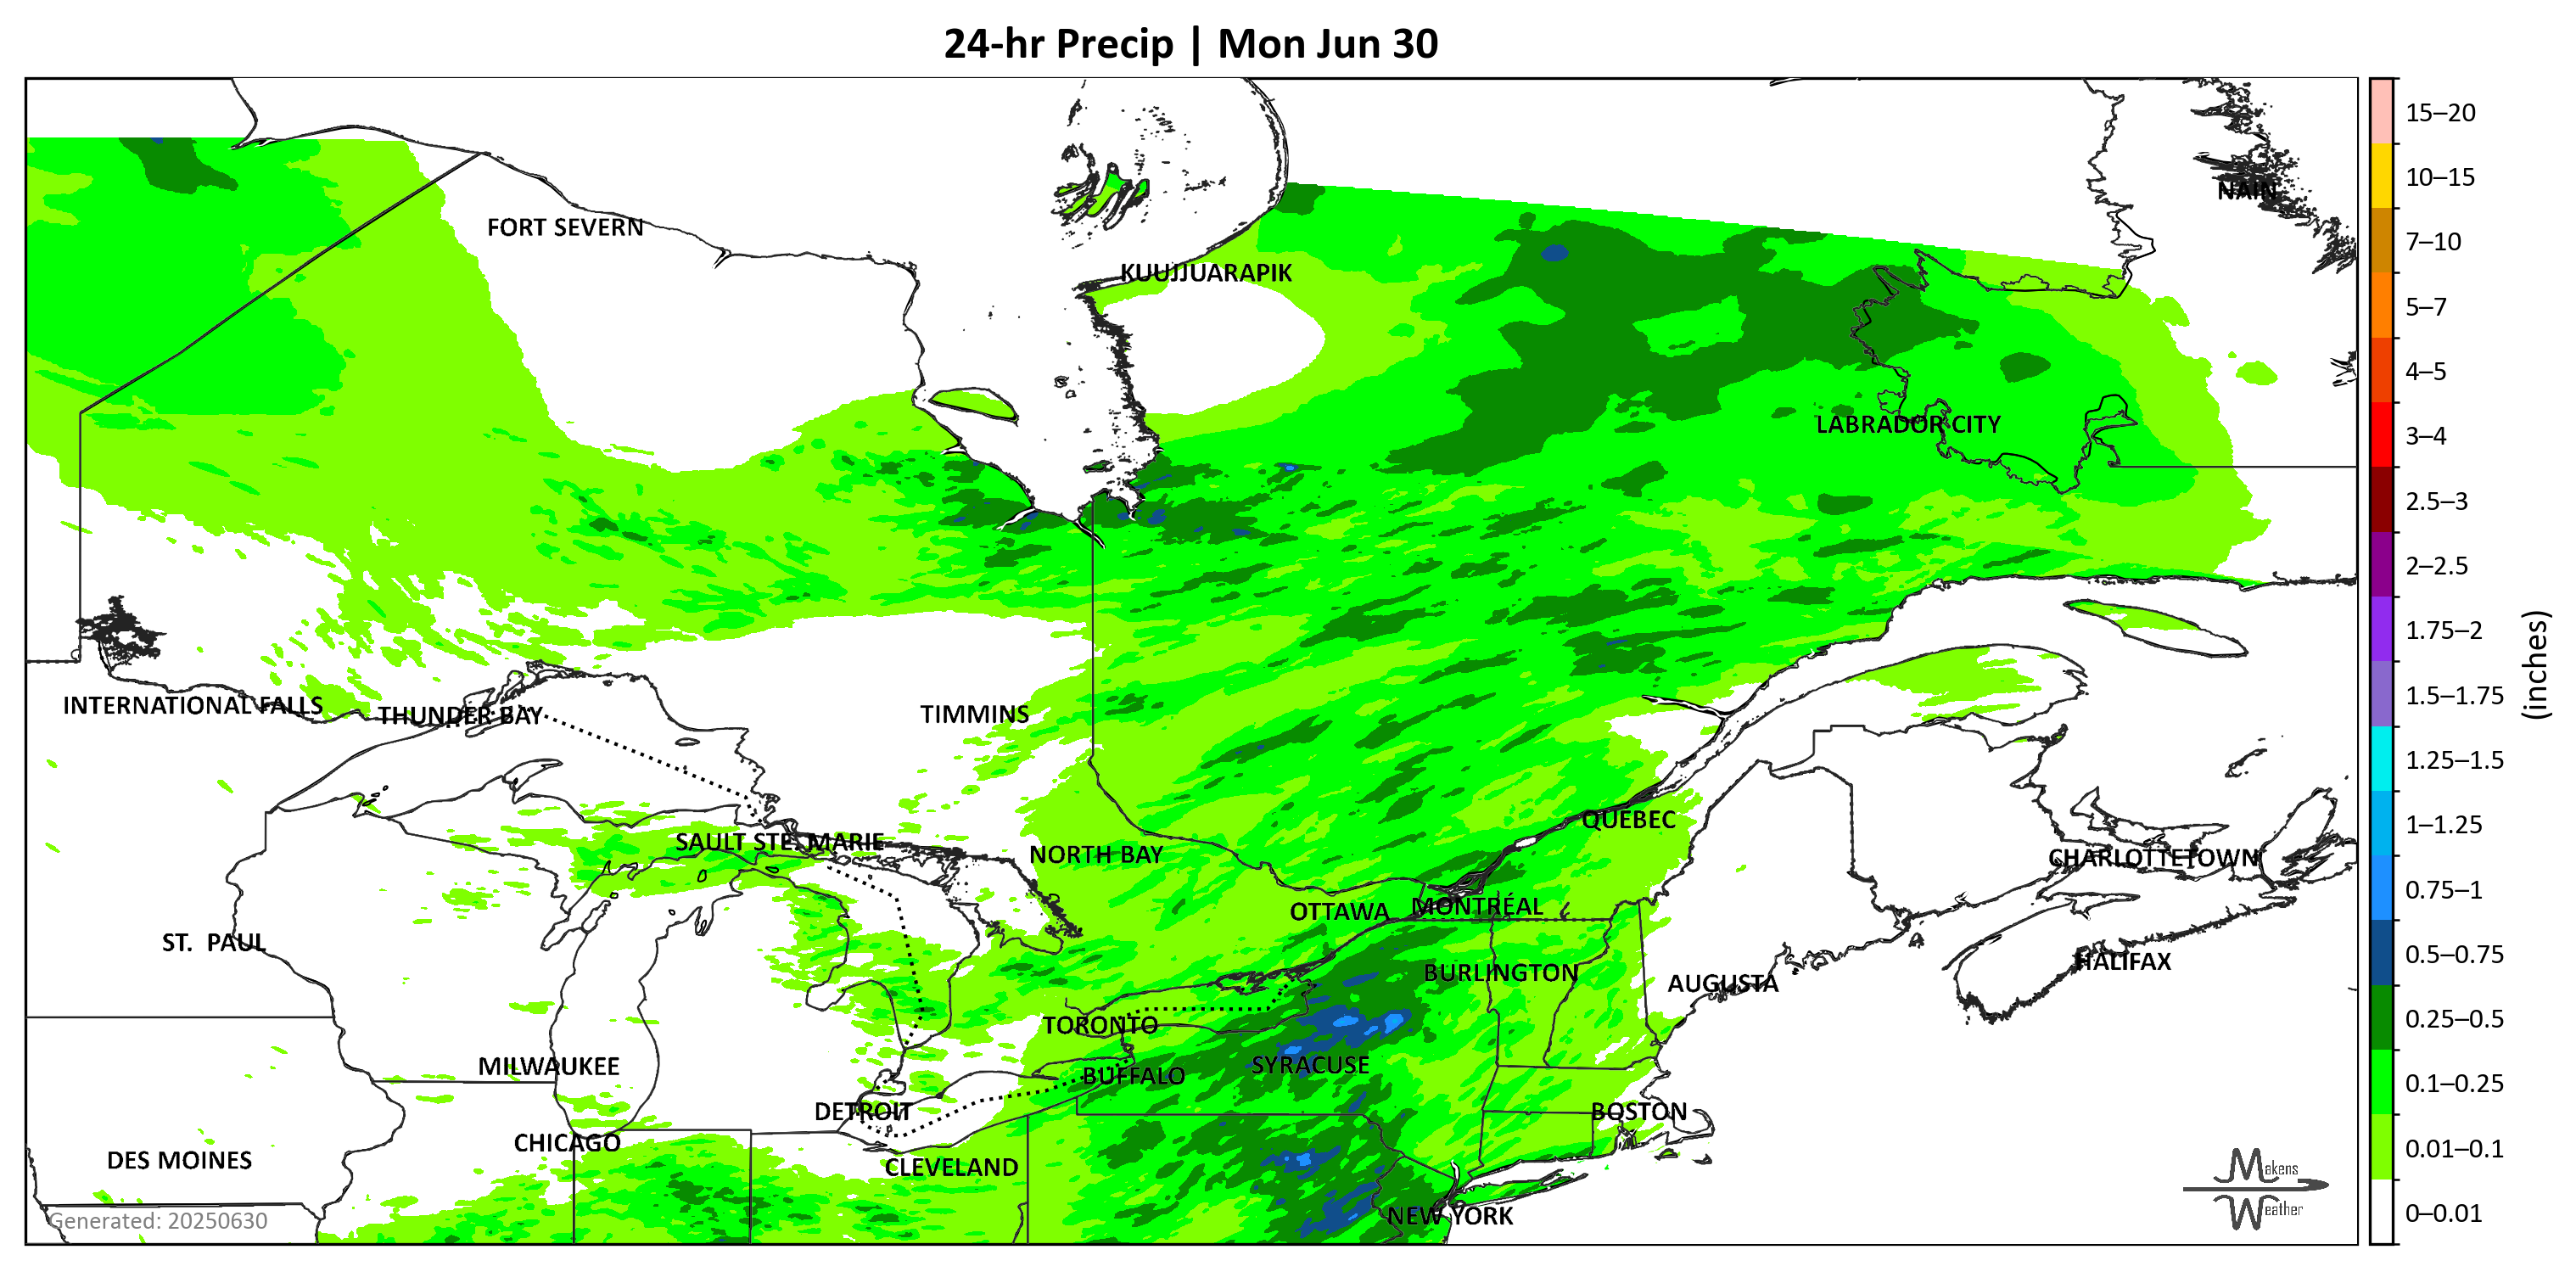 24-hr Precip | Mon Jun 30
NAIN
FORT SEVERN
KUUJJUARAPIK
LABRADOR CITY
INTERNATIONAL FALLS
THUNDER BAY
TIMMINS
QUÉBEC
SAULT STE. MARIE
NORTH BAY
CHARLOTTETOWN
OTTAWA
MONTRÉAL
ST.  PAUL
HALIFAX
BURLINGTON
AUGUSTA
TORONTO
MILWAUKEE
SYRACUSE
BUFFALO
DETROIT
BOSTON
CHICAGO
DES MOINES
CLEVELAND
NEW YORK
Generated: 20250630
Makens
Weather
15–20
10–15
7–10
5–7
4–5
3–4
2.5–3
2–2.5
1.75–2
1.5–1.75
1.25–1.5
1–1.25
0.75–1
0.5–0.75
0.25–0.5
0.1–0.25
0.01–0.1
0–0.01
(inches)